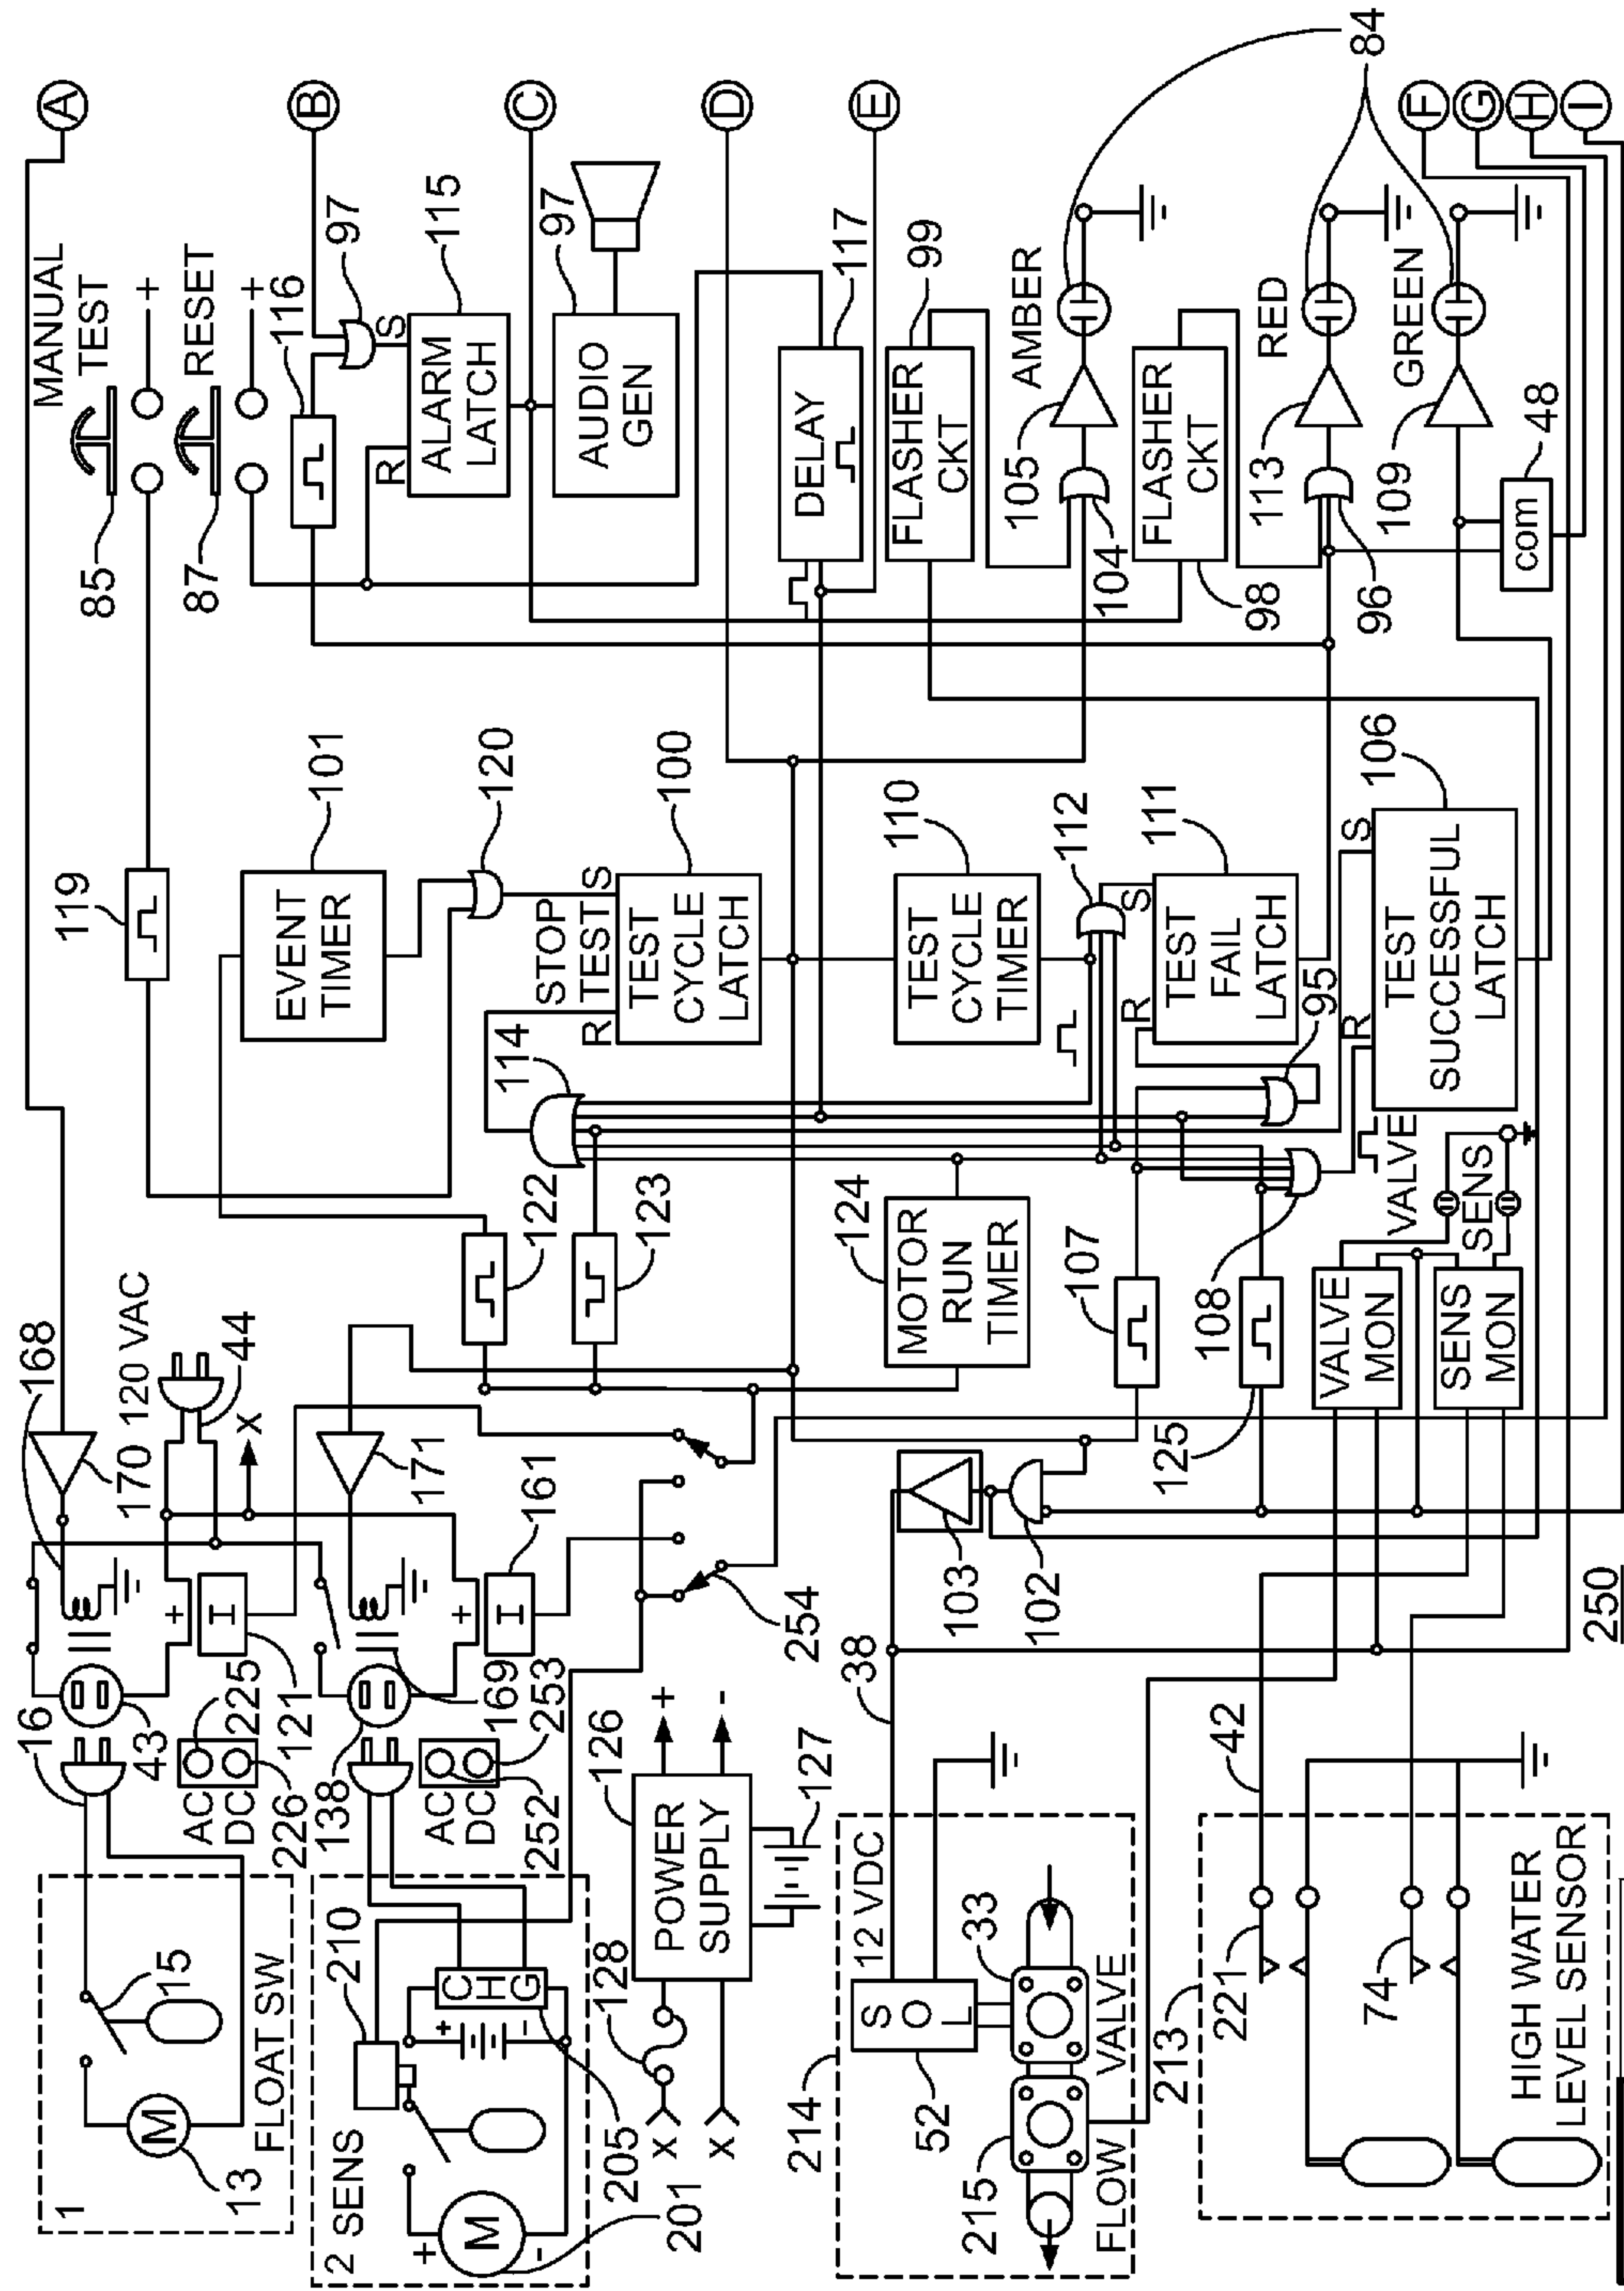 A
B
C
D
E
F
G
H
I
MANUAL
TEST
85
+
RESET
87
+
116
97
S
R
ALARM
LATCH
115
AUDIO
GEN
97
DELAY
117
FLASHER
CKT
99
AMBER
105
104
84
FLASHER
CKT
98
RED
113
96
GREEN
109
com
48
119
EVENT
TIMER
101
120
STOP
TEST
S
R
TEST
CYCLE
LATCH
100
114
TEST
CYCLE
TIMER
110
112
S
R
TEST
FAIL
LATCH
111
95
S
R
TEST
SUCCESSFUL
LATCH
106
122
123
MOTOR
RUN
TIMER
124
107
108
125
VALVE
MON
VALVE
SENS
MON
SENS
168
170
120 VAC
44
X
171
161
I
+
I
+
254
103
102
38
42
250
16
43
AC
DC
225
226
121
138
169
AC
DC
252
253
1
13
M
15
FLOAT SW
2 SENS
210
+
M
-
201
+
-
C
H
G
205
X
X
128
POWER
SUPPLY
126
+
-
127
214
12 VDC
S
O
L
52
33
215
FLOW
VALVE
213
221
74
HIGH WATER
LEVEL SENSOR